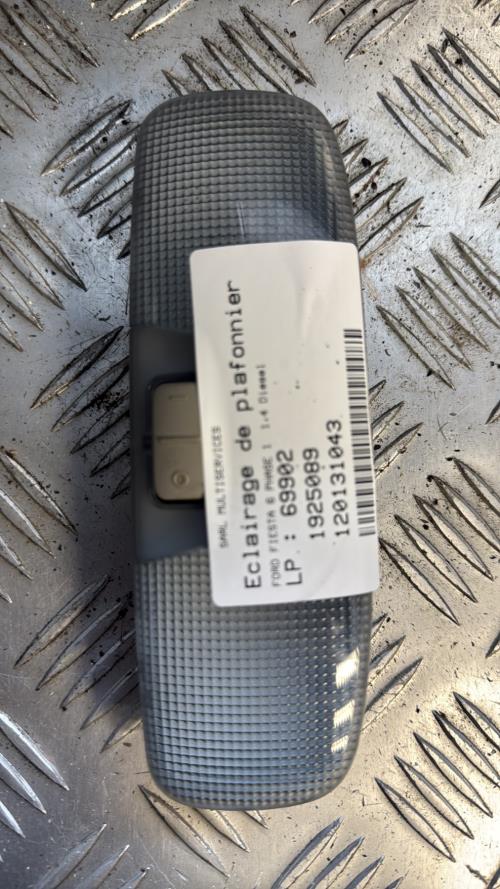 SARL MULTISERVICES
Eclairage de plafonnier
FORD FIESTA 6 PHASE 1 1.4 Diesel
LP : 69902
1925089
120131043